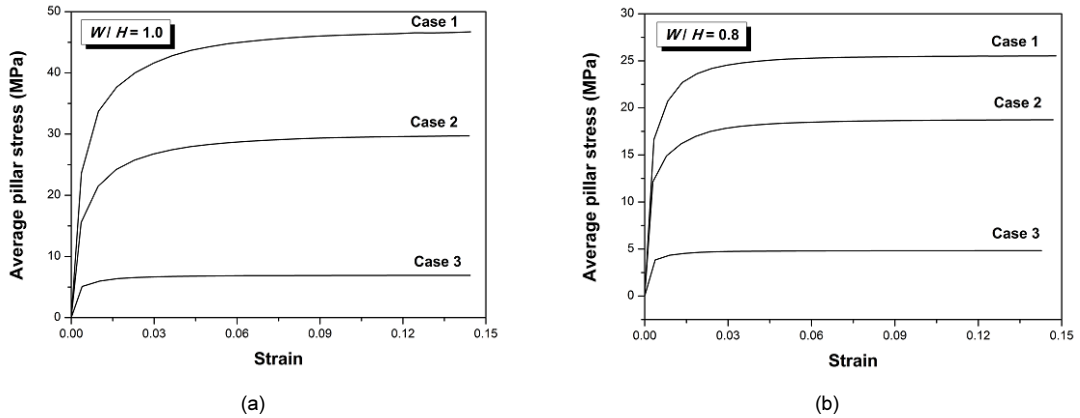 W / H = 1.0
Case 1
Case 2
Case 3
50
40
30
20
10
0
0.00
0.03
0.06
0.09
0.12
0.15
Average pillar stress (MPa)
Strain
(a)
W / H = 0.8
Case 1
Case 2
Case 3
30
25
20
15
10
5
0
0.00
0.03
0.06
0.09
0.12
0.15
Average pillar stress (MPa)
Strain
(b)